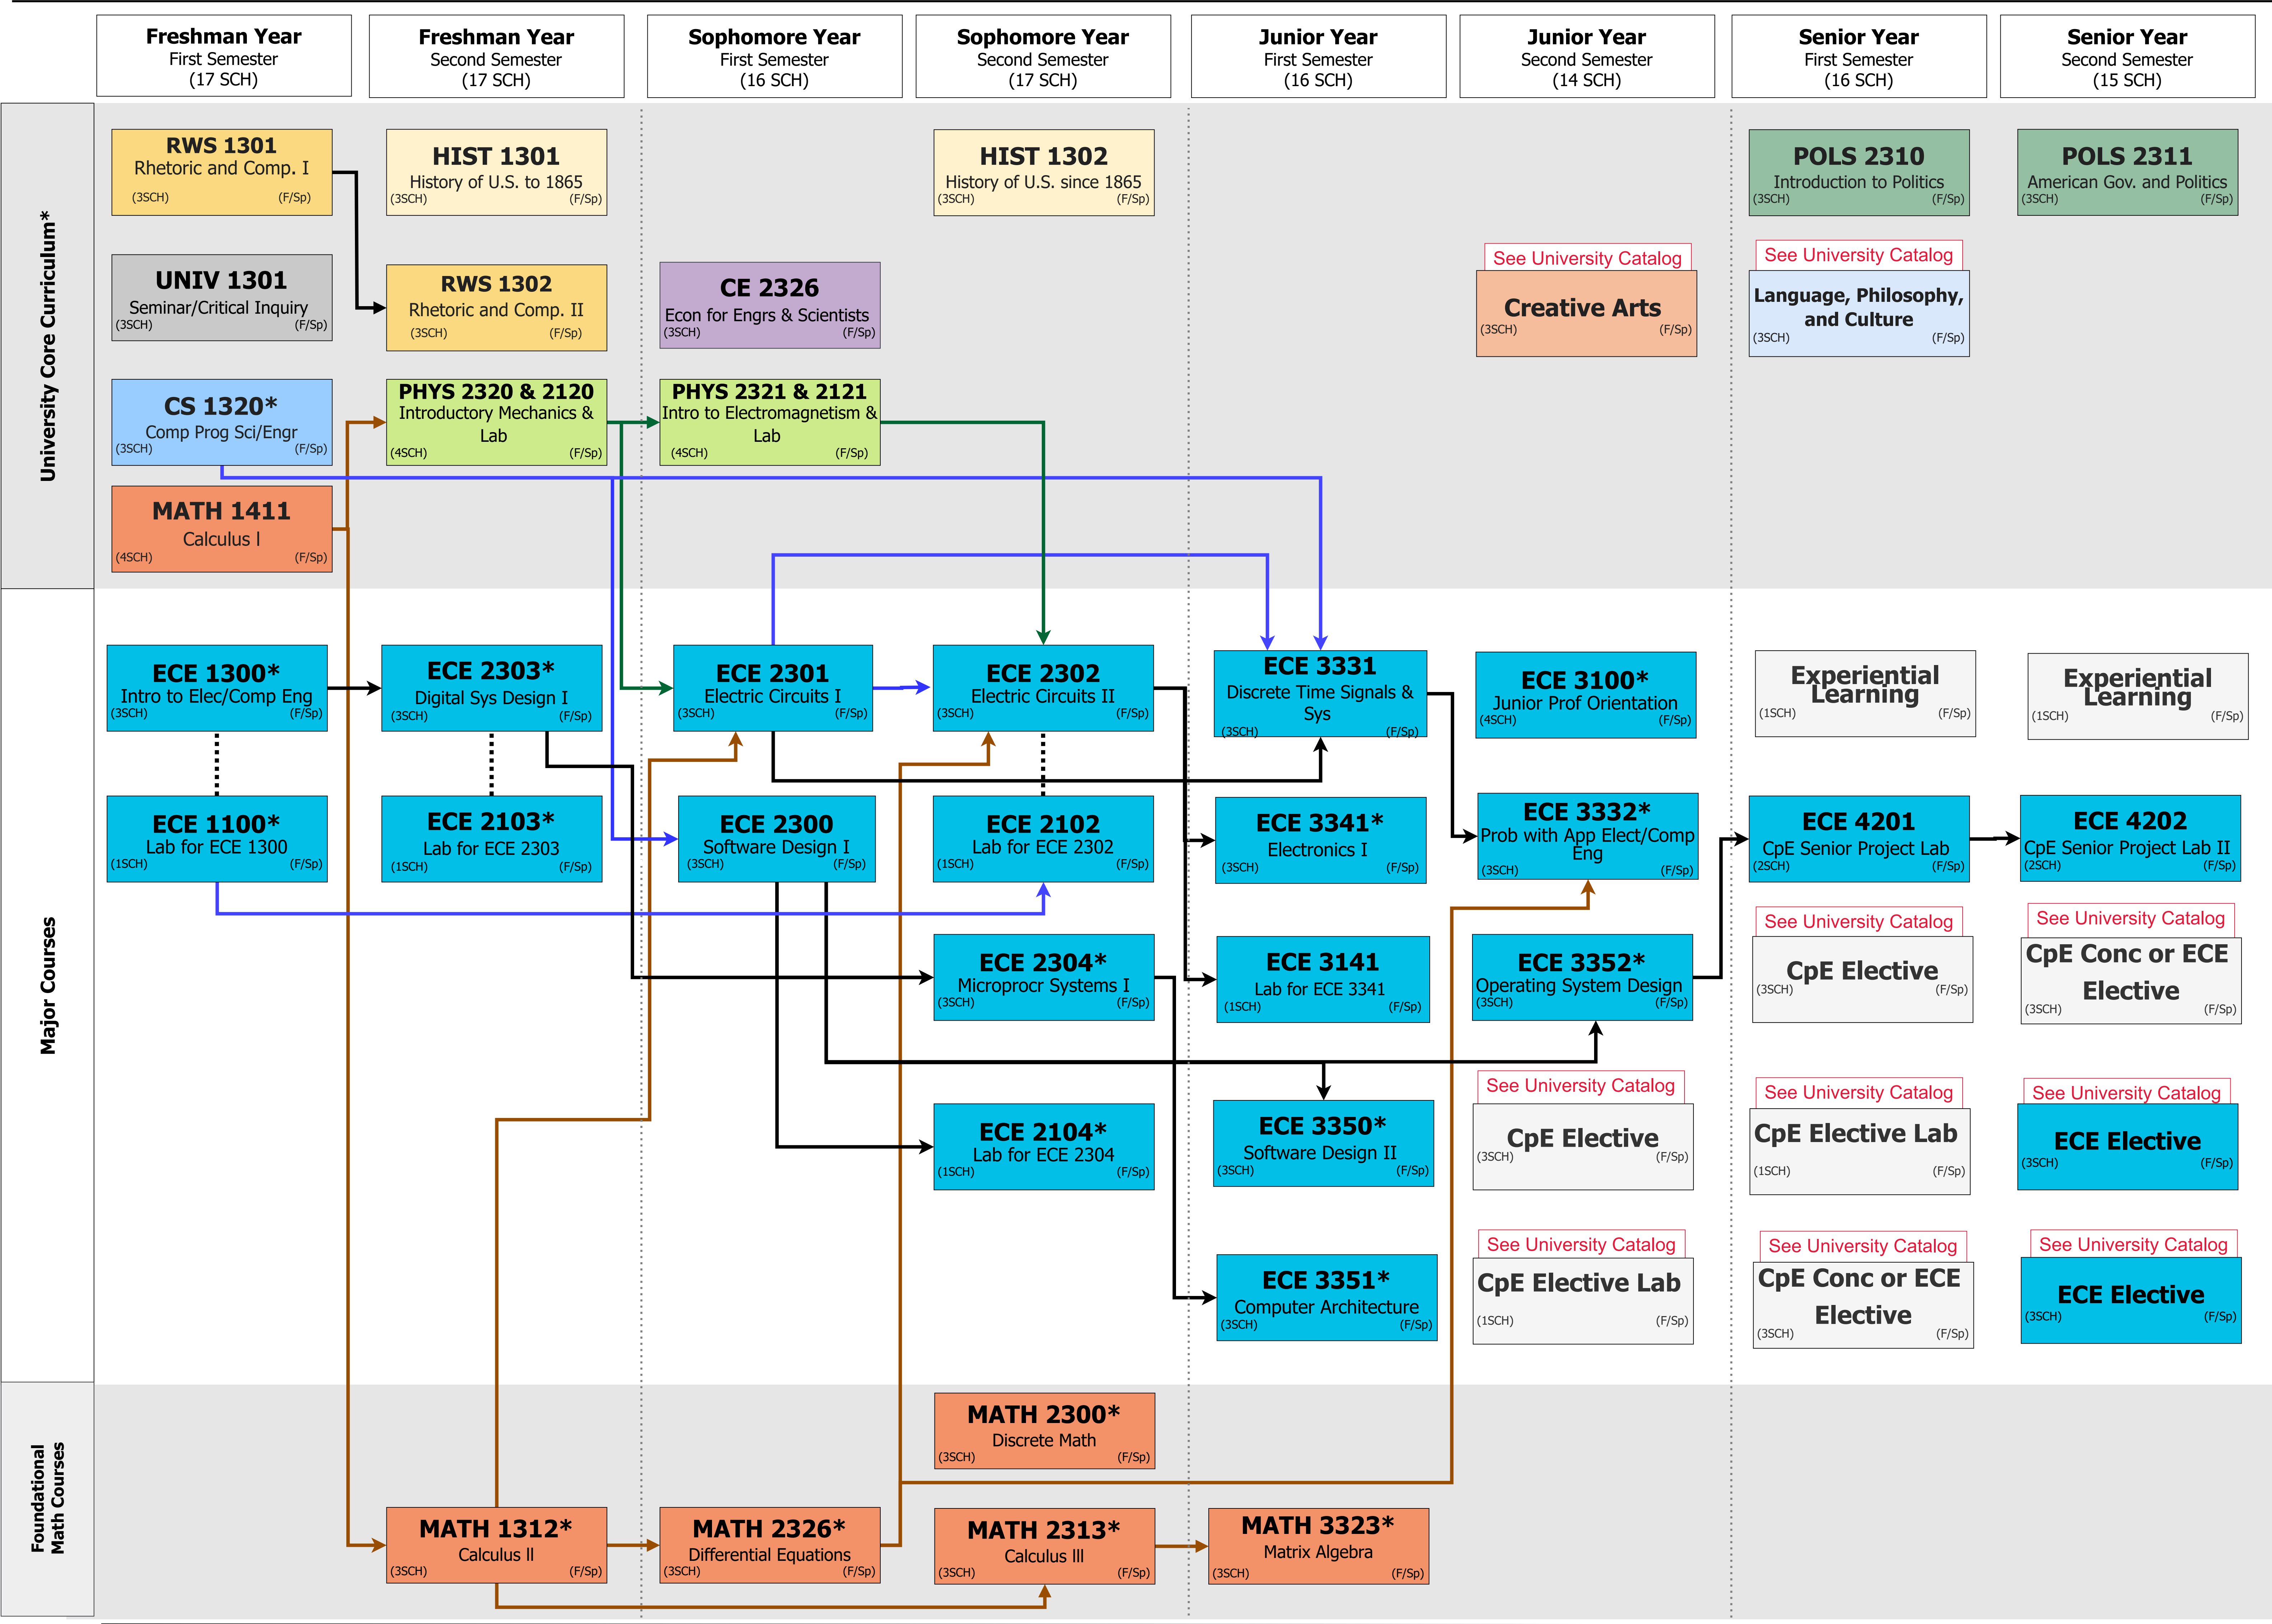 Freshman Year
First Semester
(17 SCH)
Freshman Year
Second Semester
(17 SCH)
Sophomore Year
First Semester
(16 SCH)
Sophomore Year
Second Semester
(17 SCH)
Junior Year
First Semester
(16 SCH)
Junior Year
Second Semester
(14 SCH)
Senior Year
First Semester
(16 SCH)
Senior Year
Second Semester
(15 SCH)
University Core Curriculum*
RWS 1301
Rhetoric and Comp. I
(3SCH) (F/Sp)
HIST 1301
History of U.S. to 1865
(3SCH) (F/Sp)
HIST 1302
History of U.S. since 1865
(3SCH) (F/Sp)
POLS 2310
Introduction to Politics
(3SCH) (F/Sp)
POLS 2311
American Gov. and Politics
(3SCH) (F/Sp)
UNIV 1301
Seminar/Critical Inquiry
(3SCH) (F/Sp)
RWS 1302
Rhetoric and Comp. II
(3SCH) (F/Sp)
CE 2326
Econ for Engrs & Scientists
(3SCH) (F/Sp)
See University Catalog
Creative Arts
(3SCH) (F/Sp)
See University Catalog
Language, Philosophy,
and Culture
(3SCH) (F/Sp)
CS 1320*
Comp Prog Sci/Engr
(3SCH) (F/Sp)
PHYS 2320 & 2120
Introductory Mechanics &
Lab
(4SCH) (F/Sp)
PHYS 2321 & 2121
Intro to Electromagnetism &
Lab
(4SCH) (F/Sp)
MATH 1411
Calculus I
(4SCH) (F/Sp)
Major Courses
ECE 1300*
Intro to Elec/Comp Eng
(3SCH) (F/Sp)
ECE 2303*
Digital Sys Design I
(3SCH) (F/Sp)
ECE 2301
Electric Circuits I
(3SCH) (F/Sp)
ECE 2302
Electric Circuits II
(3SCH) (F/Sp)
ECE 3331
Discrete Time Signals &
Sys
(3SCH) (F/Sp)
ECE 3100*
Junior Prof Orientation
(4SCH) (F/Sp)
Experiential
Learning
(1SCH) (F/Sp)
Experiential
Learning
(1SCH) (F/Sp)
ECE 1100*
Lab for ECE 1300
(1SCH) (F/Sp)
ECE 2103*
Lab for ECE 2303
(1SCH) (F/Sp)
ECE 2300
Software Design I
(3SCH) (F/Sp)
ECE 2102
Lab for ECE 2302
(1SCH) (F/Sp)
ECE 3341*
Electronics I
(3SCH) (F/Sp)
ECE 3332*
Prob with App Elect/Comp
Eng
(3SCH) (F/Sp)
ECE 4201
CpE Senior Project Lab
(2SCH) (F/Sp)
ECE 4202
CpE Senior Project Lab II
(2SCH) (F/Sp)
ECE 2304*
Microprocr Systems I
(3SCH) (F/Sp)
ECE 3141
Lab for ECE 3341
(1SCH) (F/Sp)
ECE 3352*
Operating System Design
(3SCH) (F/Sp)
See University Catalog
CpE Elective
(3SCH) (F/Sp)
See University Catalog
CpE Conc or ECE
Elective
(3SCH) (F/Sp)
ECE 2104*
Lab for ECE 2304
(1SCH) (F/Sp)
ECE 3350*
Software Design II
(3SCH) (F/Sp)
See University Catalog
CpE Elective
(3SCH) (F/Sp)
See University Catalog
CpE Elective Lab
(1SCH) (F/Sp)
See University Catalog
ECE Elective
(3SCH) (F/Sp)
ECE 3351*
Computer Architecture
(3SCH) (F/Sp)
See University Catalog
CpE Elective Lab
(1SCH) (F/Sp)
See University Catalog
CpE Conc or ECE
Elective
(3SCH) (F/Sp)
See University Catalog
ECE Elective
(3SCH) (F/Sp)
Foundational
Math Courses
MATH 2300*
Discrete Math
(3SCH) (F/Sp)
MATH 1312*
Calculus II
(3SCH) (F/Sp)
MATH 2326*
Differential Equations
(3SCH) (F/Sp)
MATH 2313*
Calculus III
(3SCH) (F/Sp)
MATH 3323*
Matrix Algebra
(3SCH) (F/Sp)